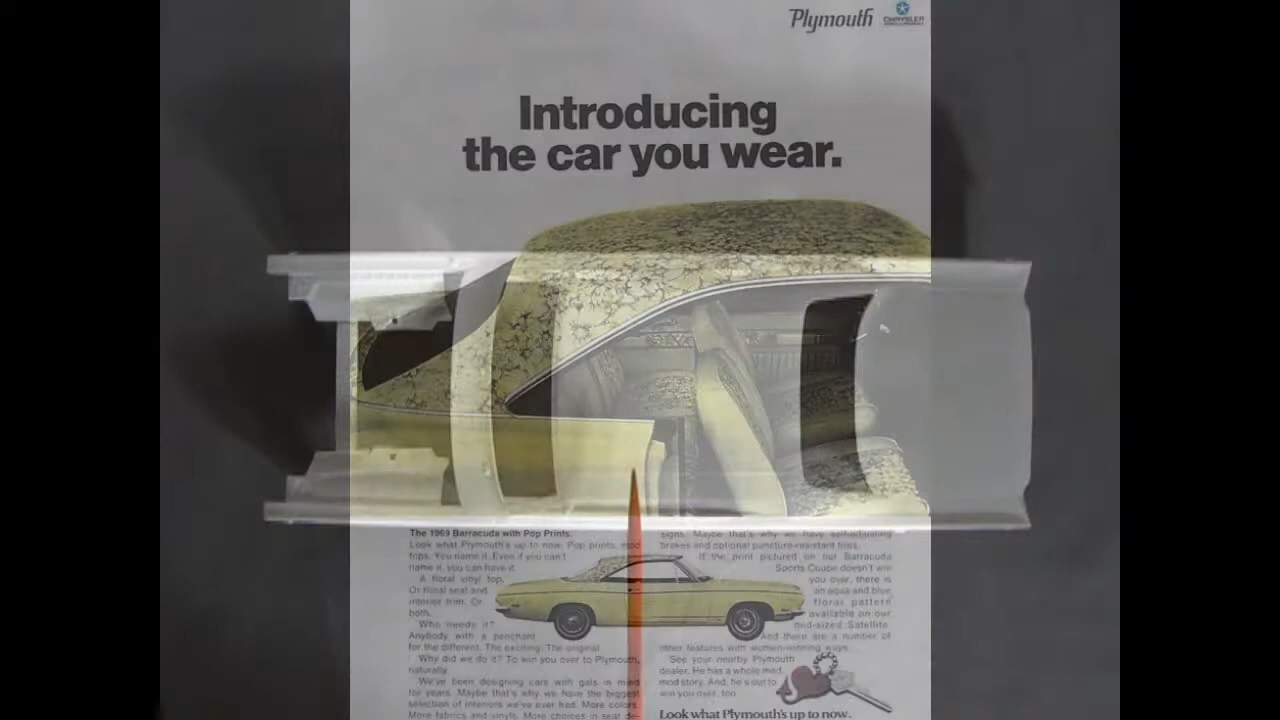 Plymouth
CHRYSLER
Introducing
the car you wear.
The 1969 Barracuda with Pop Prints.
Look what Plymouth's up to now. Pop prints, mod
tops. You name it. Even if you can't
name it, you can have it.
A floral vinyl top.
Or floral seat and
interior trim. Or
both.
Who needs it?
Anybody with a penchant
for the different. The exciting. The original.
Why did we do it? To win you over to Plymouth,
naturally.
We've been designing cars with gals in mind
for years. Maybe that's why we have the biggest
selection of interiors we've ever had. More colors.
More fabrics and vinyls. More choices in seat de-
signs. Maybe that's why we have self-adjusting
brakes and optional puncture-resistant tires.
If the print pictured on our Barracuda
Sports Coupe doesn't win
you over, there is
an aqua and blue
floral pattern
available on our
mid-sized Satellite.
And there are a number of
other features with women-winning ways.
See your nearby Plymouth
dealer. He has a whole mad,
mod story. And, he's out to
win you over, too.
Look what Plymouth's up to now.